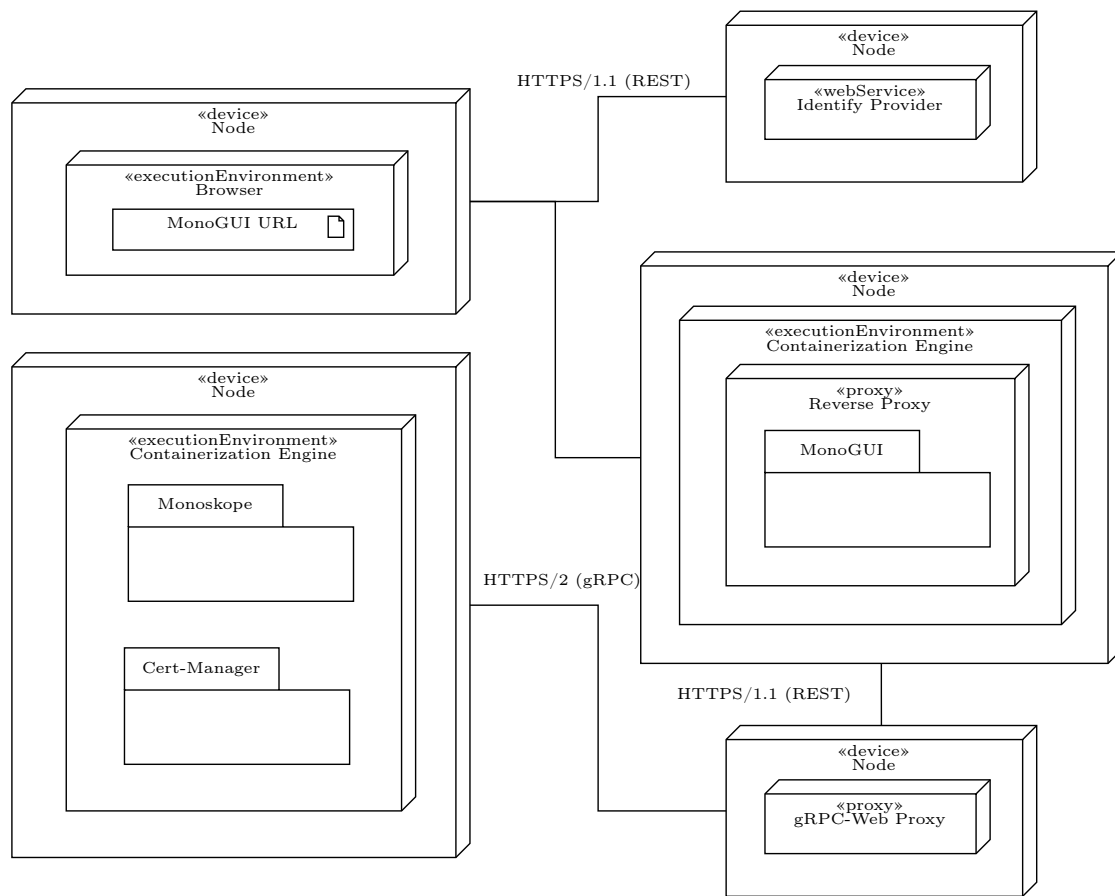 «device»
Node
«executionEnvironment»
Browser
MonoGUI URL
HTTPS/1.1 (REST)
«device»
Node
«webService»
Identify Provider
«device»
Node
«executionEnvironment»
Containerization Engine
«proxy»
Reverse Proxy
MonoGUI
«device»
Node
«executionEnvironment»
Containerization Engine
Monoskope
Cert-Manager
HTTPS/2 (gRPC)
HTTPS/1.1 (REST)
«device»
Node
«proxy»
gRPC-Web Proxy